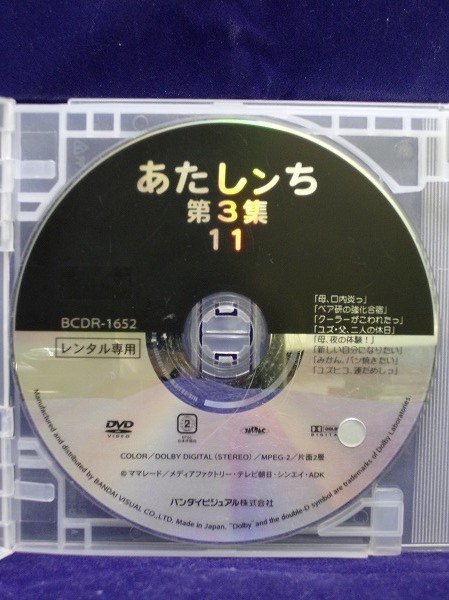 あたしンち
第3集
11
「母、口内炎っ」
「ベア研の強化合宿」
「クーラーがこわれたっ」
「ユズ・父、二人の休日」
「母、夜の体験！」
「新しい自分になりたい」
「みかん、パン焼きたい」
「ユズヒコ、運だめしっ」
BCDR-1652
レンタル専用
DVD
VIDEO
2
COLOR／DOLBY DIGITAL (STEREO)／MPEG-2／片面2層
© ママレード／メディアファクトリー・テレビ朝日・シンエイ・ADK
バンダイビジュアル株式会社
Manufactured and distributed by BANDAI VISUAL CO.,LTD. Made in Japan. "Dolby" and the double-D symbol are trademarks of Dolby Laboratories.